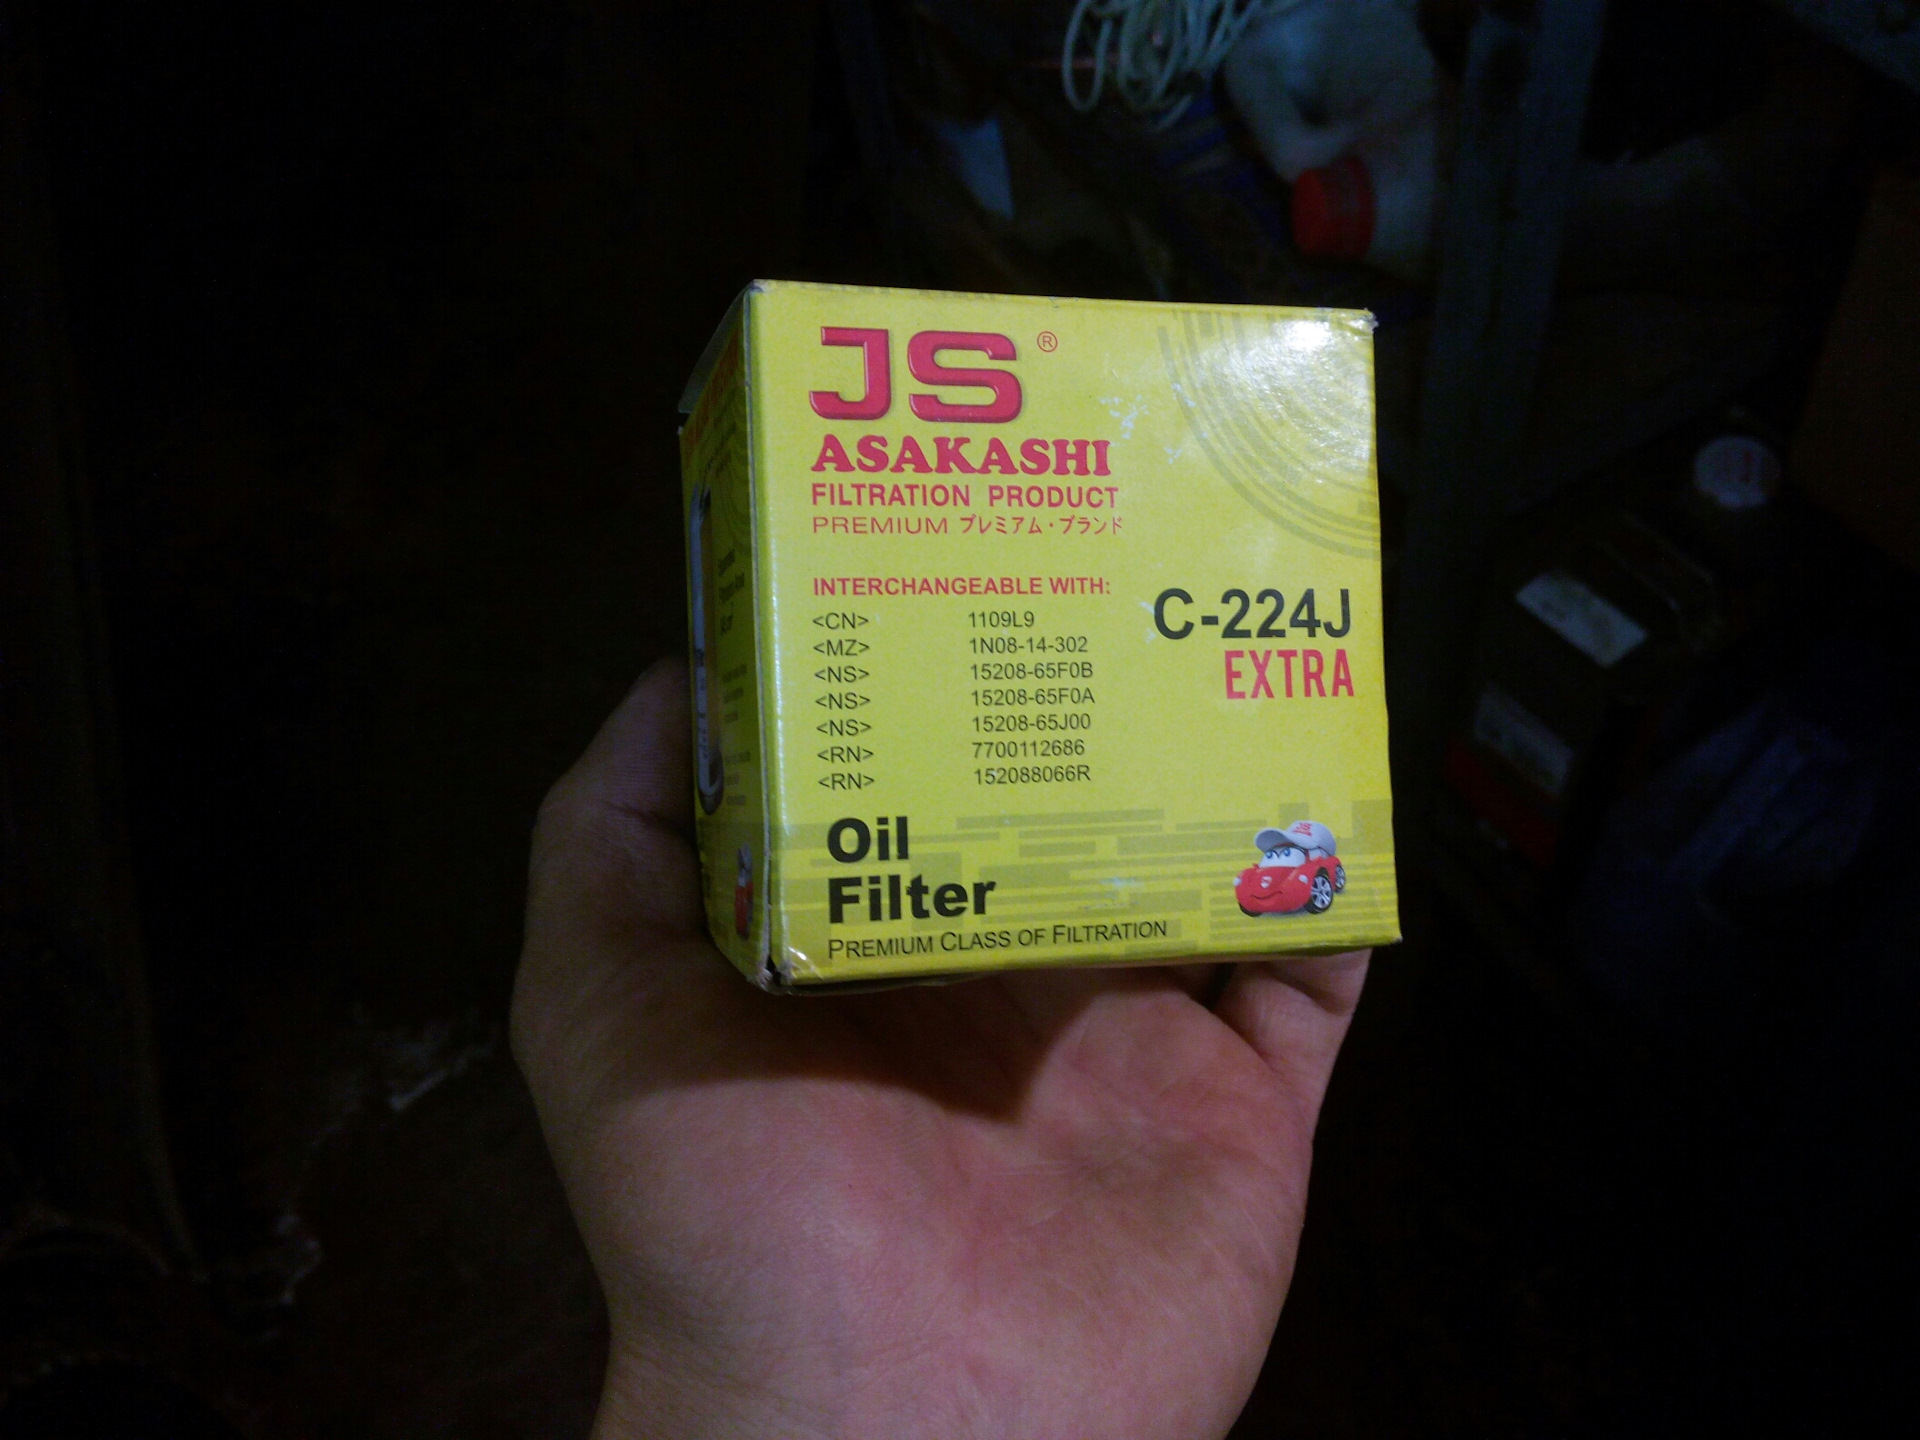 JS®
ASAKASHI
FILTRATION PRODUCT
PREMIUM プレミアム・ブランド
INTERCHANGEABLE WITH:
<CN> 1109L9
<MZ> 1N08-14-302
<NS> 15208-65F0B
<NS> 15208-65F0A
<NS> 15208-65J00
<RN> 7700112686
<RN> 152088066R
C-224J
EXTRA
Oil
Filter
PREMIUM CLASS OF FILTRATION